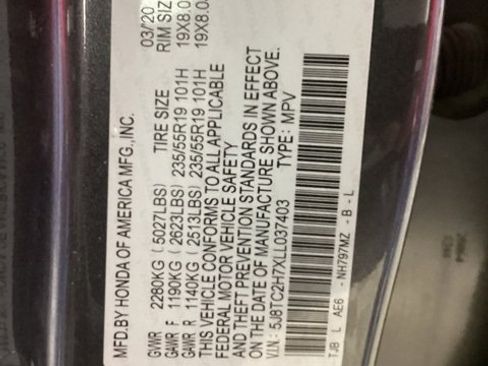 MFD.BY HONDA OF AMERICA MFG.,INC. 03/'20
GVWR 2280KG (5027LBS) TIRE SIZE RIM SIZ
GAWR F 1190KG (2623LBS) 235/55R19 101H 19X8.0
GAWR R 1140KG (2513LBS) 235/55R19 101H 19X8.0
THIS VEHICLE CONFORMS TO ALL APPLICABLE
FEDERAL MOTOR VEHICLE SAFETY
AND THEFT PREVENTION STANDARDS IN EFFECT
ON THE DATE OF MANUFACTURE SHOWN ABOVE.
V.I.N.: 5J8TC2H7XLL037403 TYPE: MPV
TJB L AE6 - NH797MZ - B - L